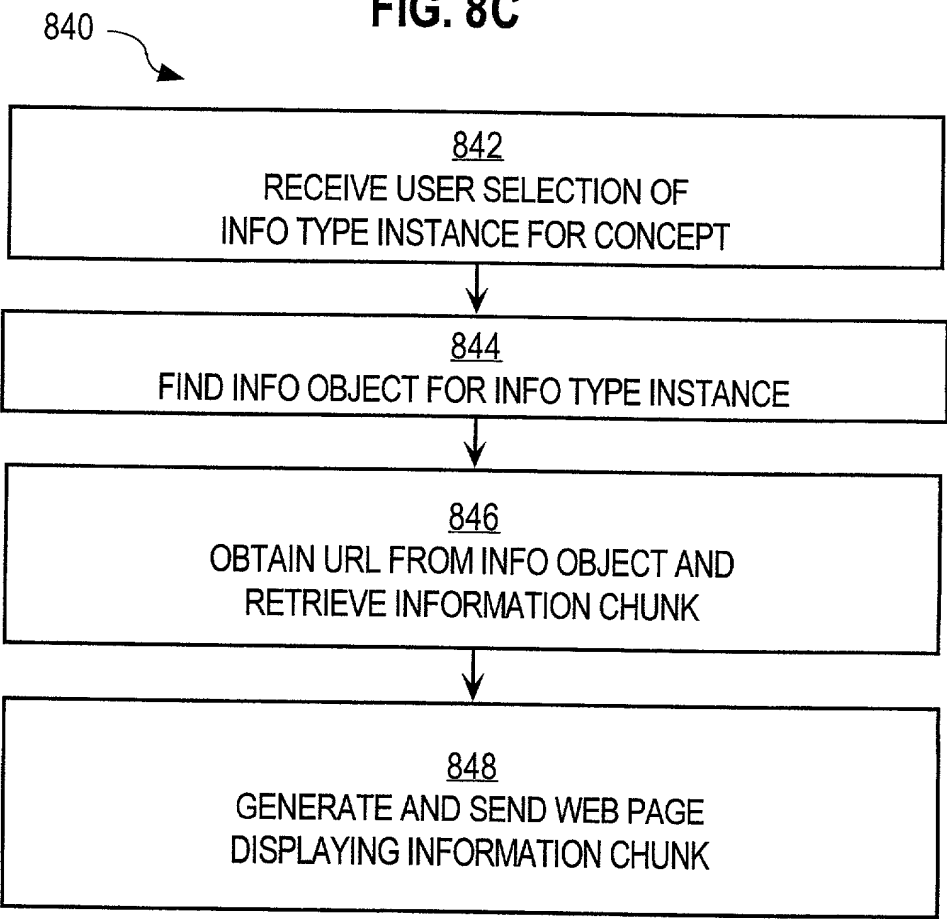 FIG. 8C
840
842
RECEIVE USER SELECTION OF
INFO TYPE INSTANCE FOR CONCEPT
844
FIND INFO OBJECT FOR INFO TYPE INSTANCE
846
OBTAIN URL FROM INFO OBJECT AND
RETRIEVE INFORMATION CHUNK
848
GENERATE AND SEND WEB PAGE
DISPLAYING INFORMATION CHUNK